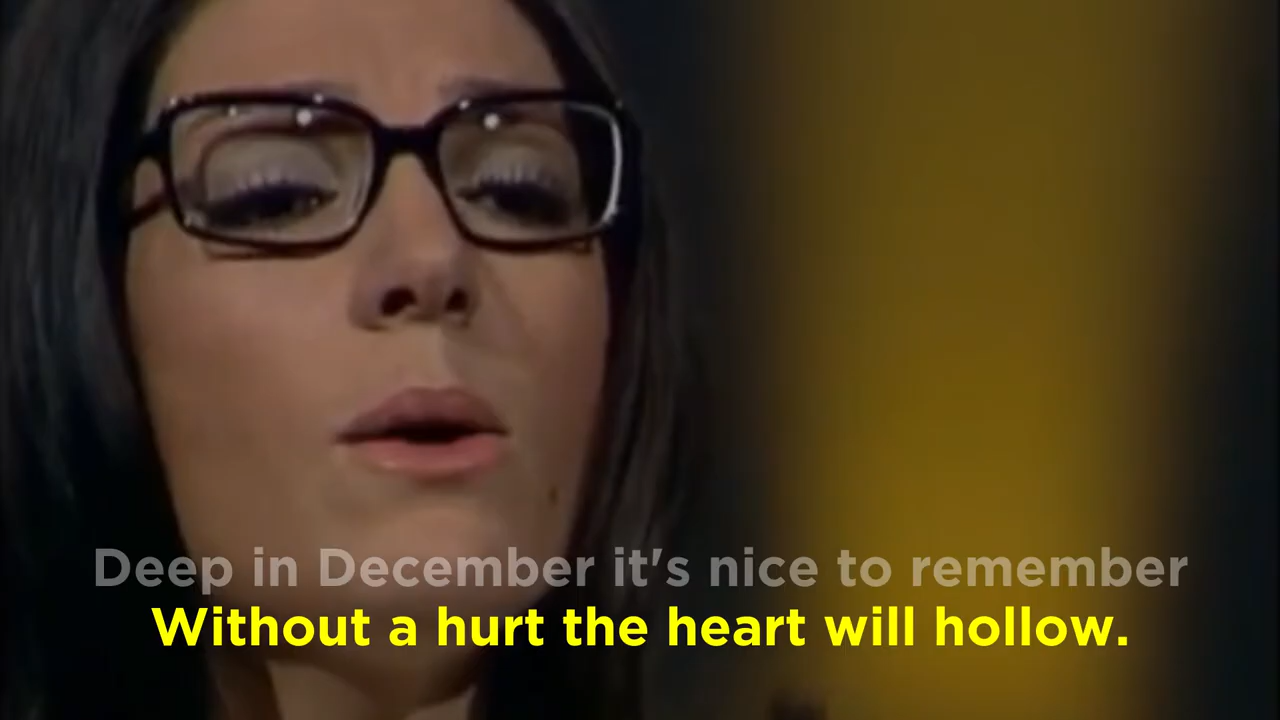 Deep in December it's nice to remember
Without a hurt the heart will hollow.